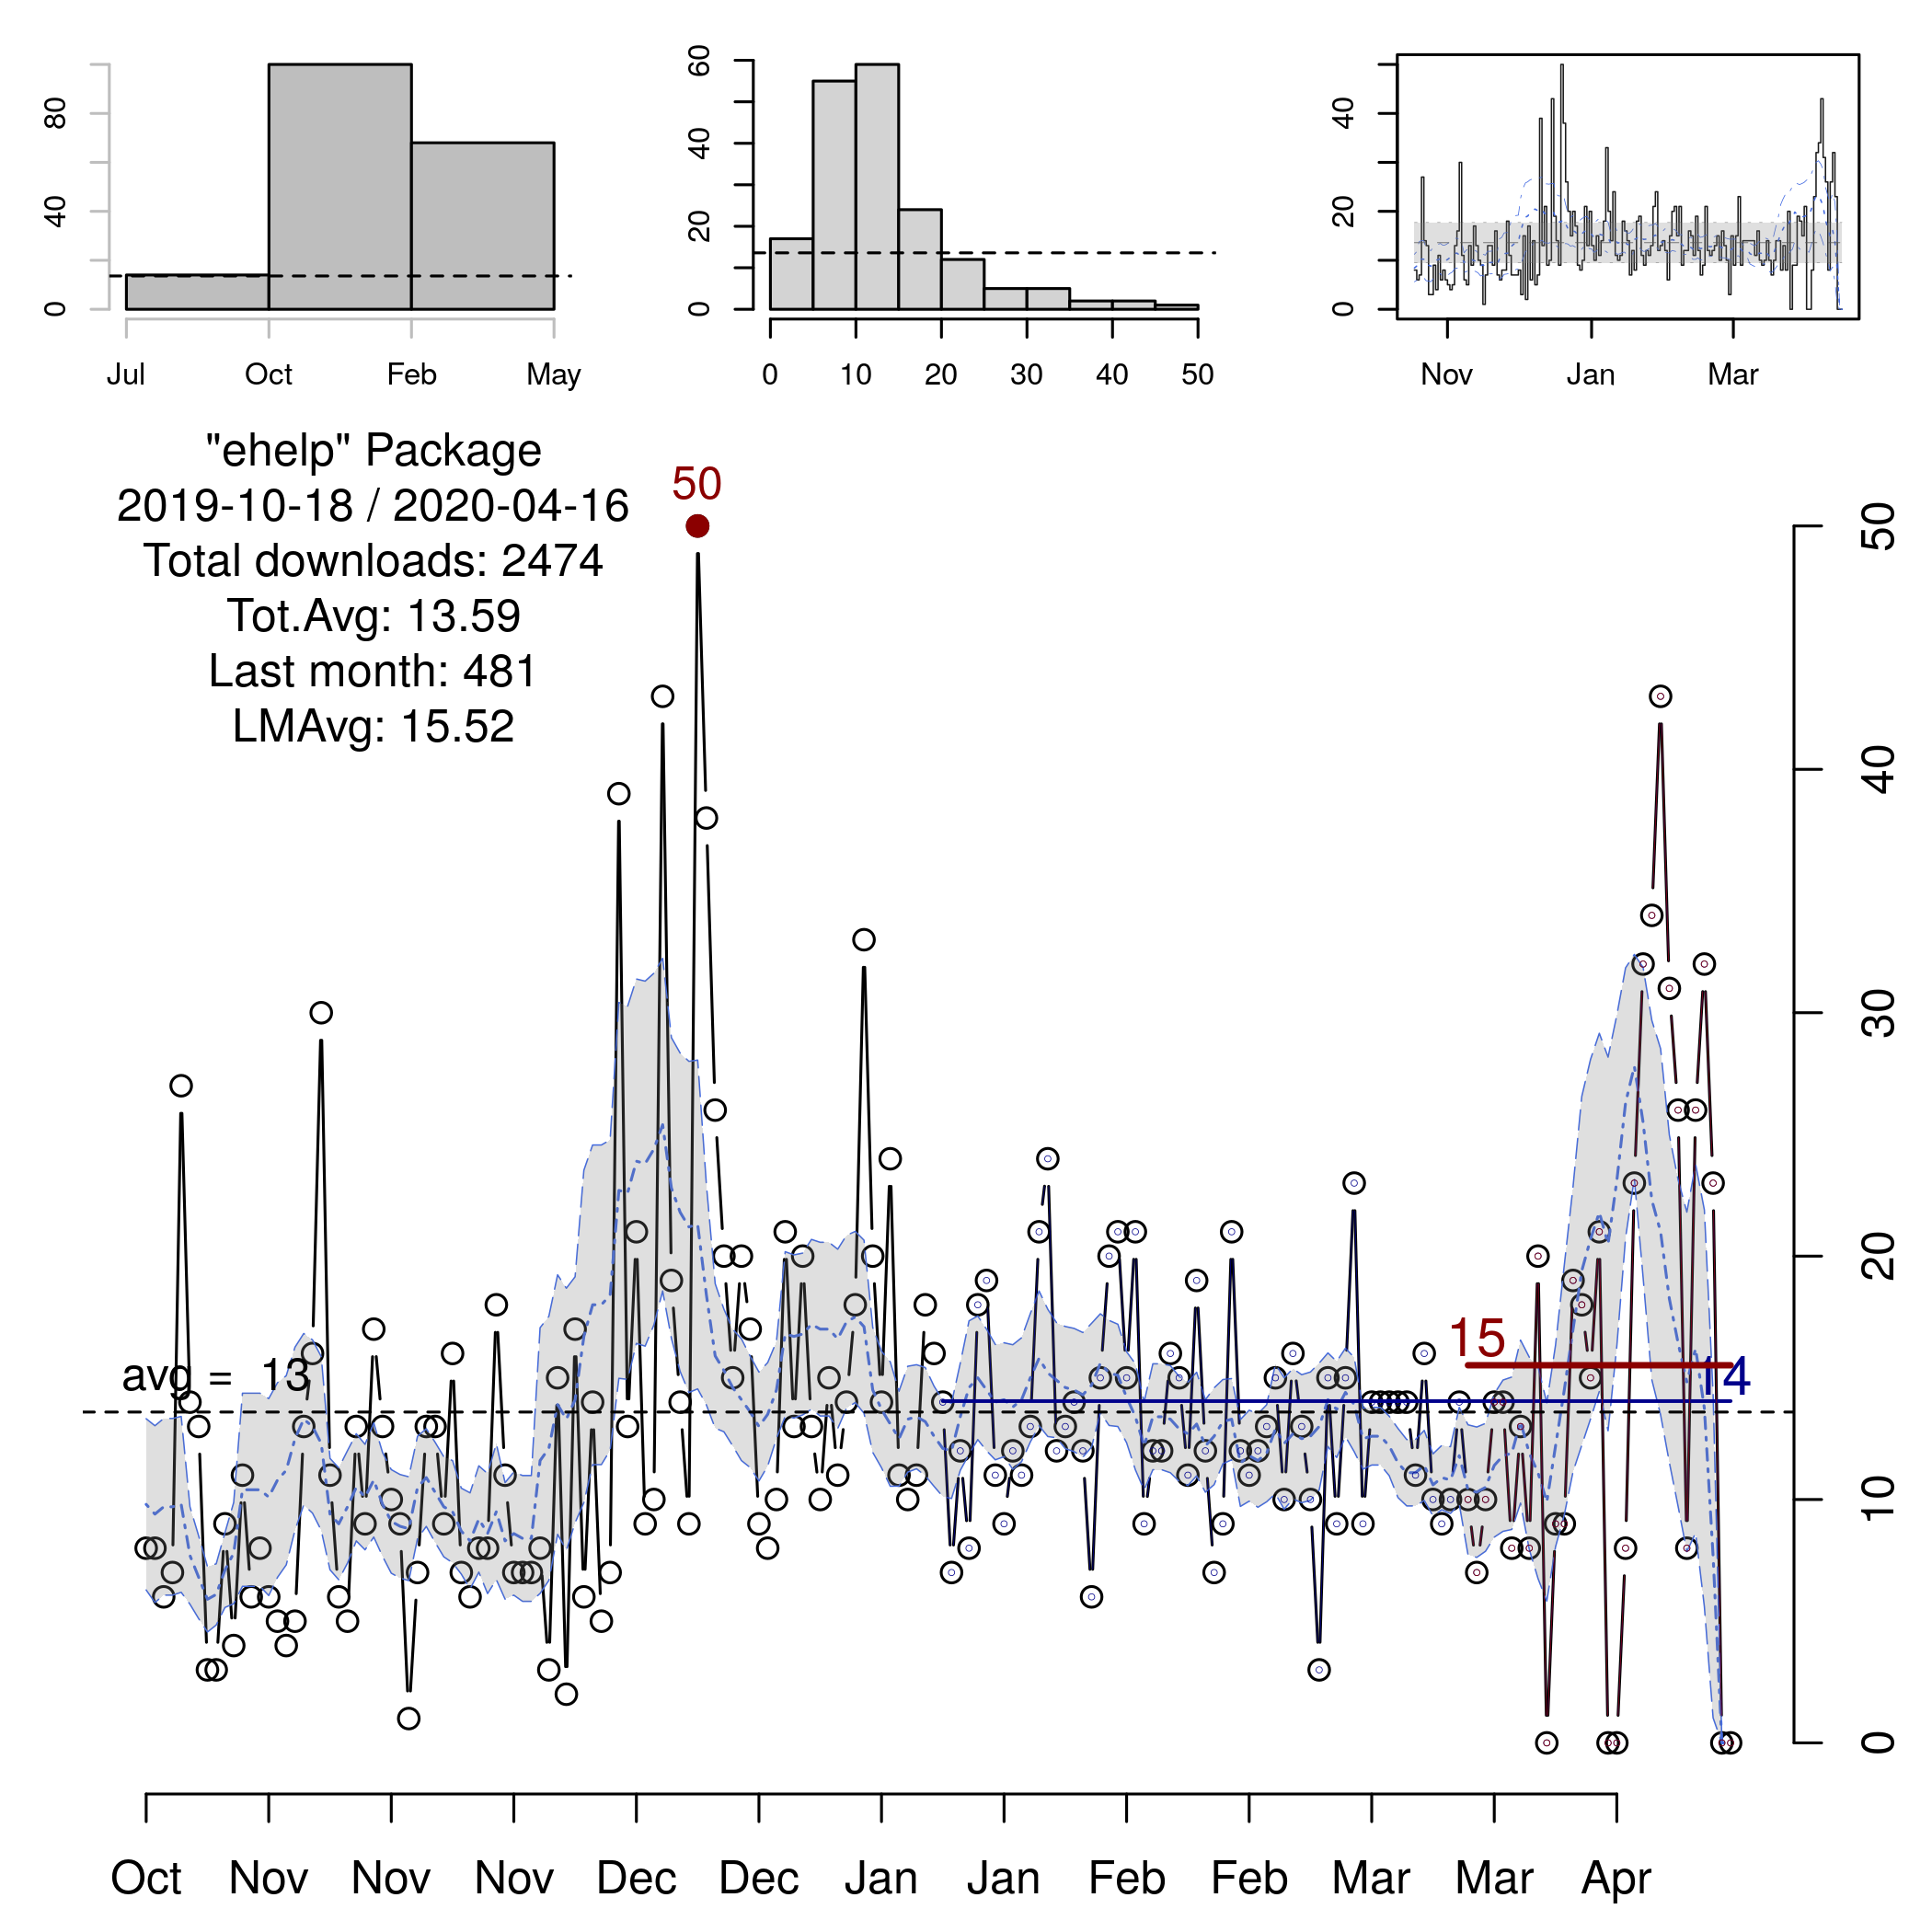 80
40
0
Jul Oct Feb May
60
40
20
0
0 10 20 30 40 50
40
20
0
Nov Jan Mar
"ehelp" Package
2019-10-18 / 2020-04-16
Total downloads: 2474
Tot.Avg: 13.59
Last month: 481
LMAvg: 15.52
50
avg = 13
15
14
50
40
30
20
10
0
Oct Nov Nov Nov Dec Dec Jan Jan Feb Feb Mar Mar Apr